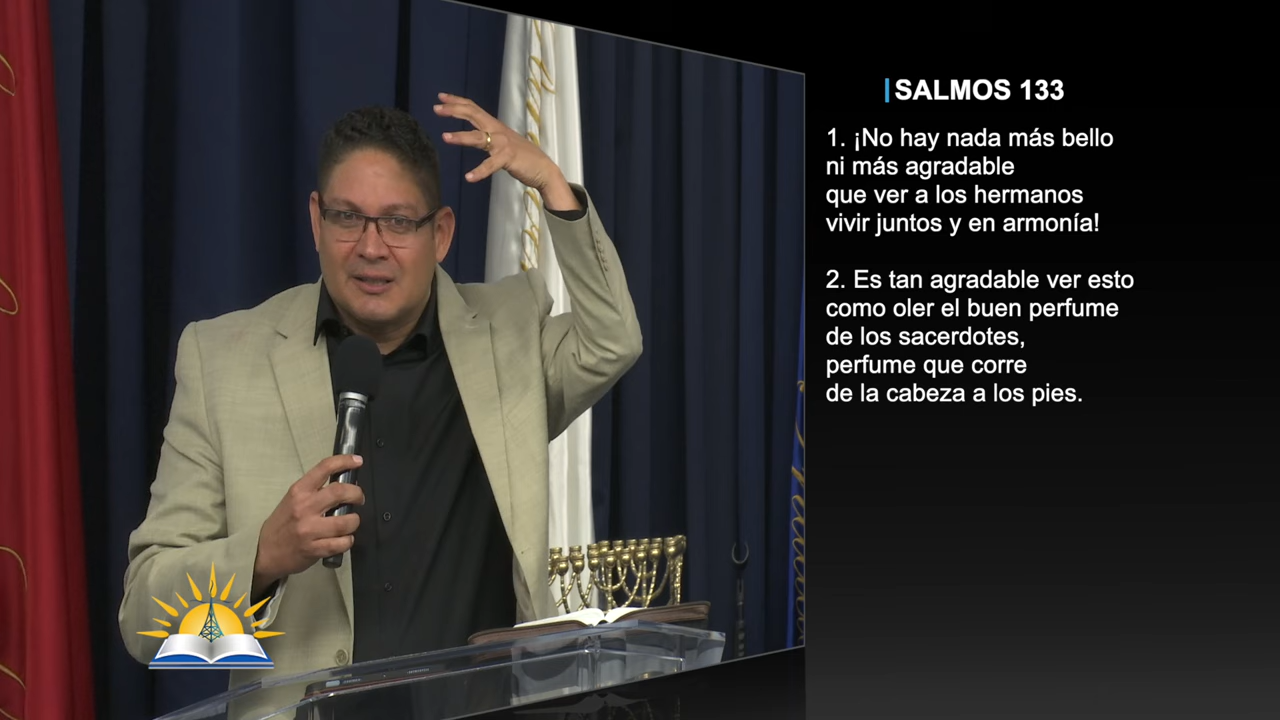 SALMOS 133
1. ¡No hay nada más bello
ni más agradable
que ver a los hermanos
vivir juntos y en armonía!
2. Es tan agradable ver esto
como oler el buen perfume
de los sacerdotes,
perfume que corre
de la cabeza a los pies.